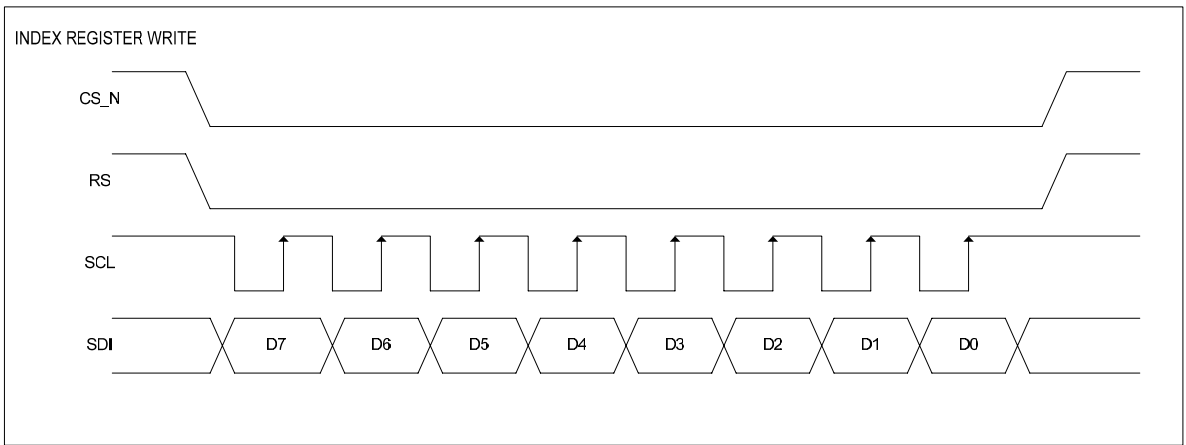 INDEX REGISTER WRITE
CS_N
RS
SCL
SDI D7 D6 D5 D4 D3 D2 D1 D0